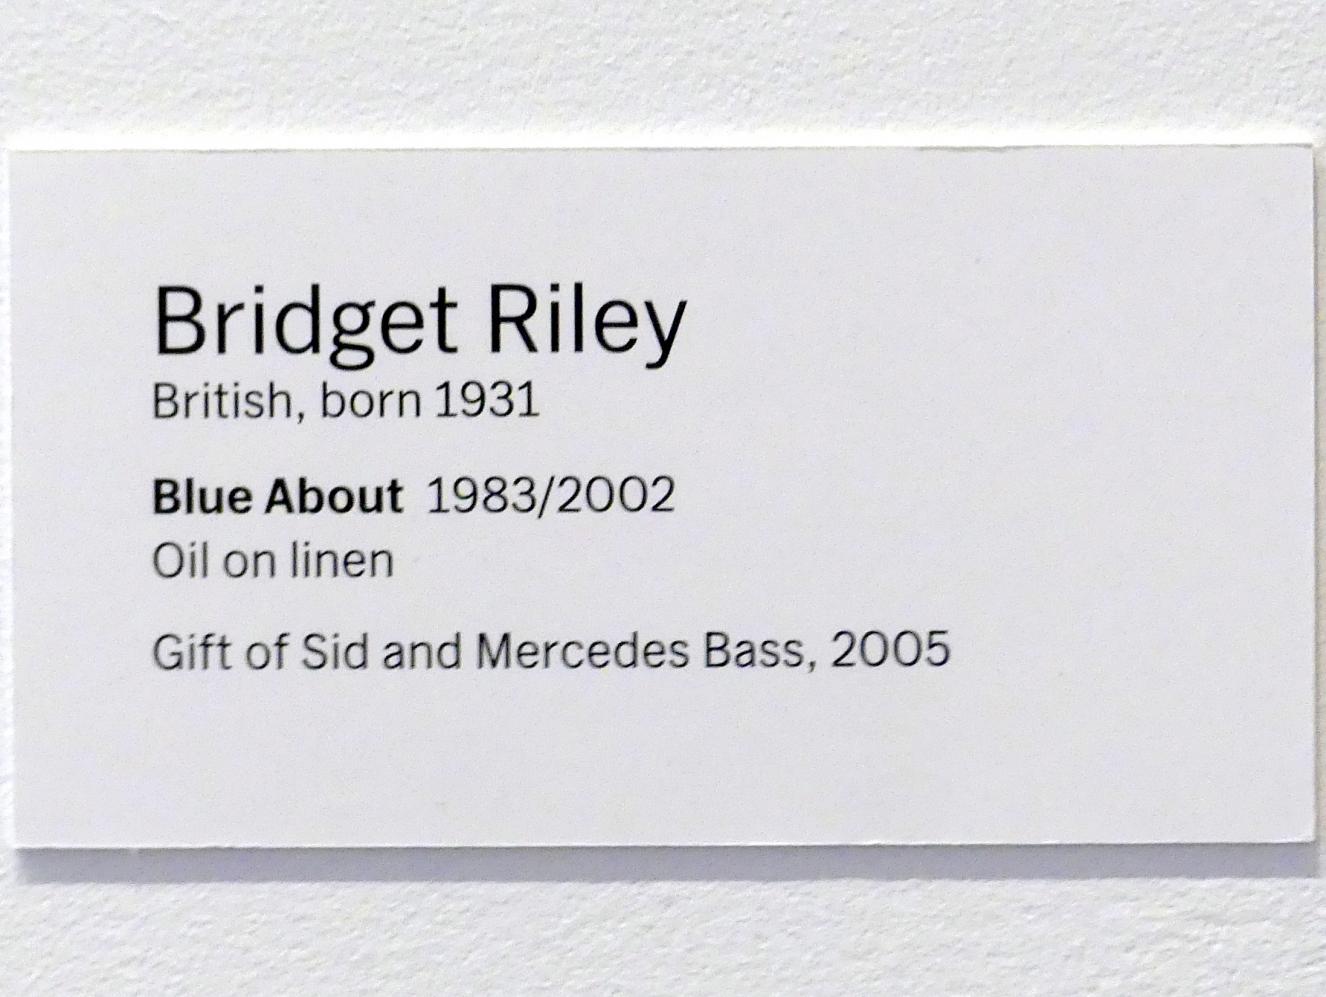 Bridget Riley
British, born 1931
Blue About 1983/2002
Oil on linen
Gift of Sid and Mercedes Bass, 2005